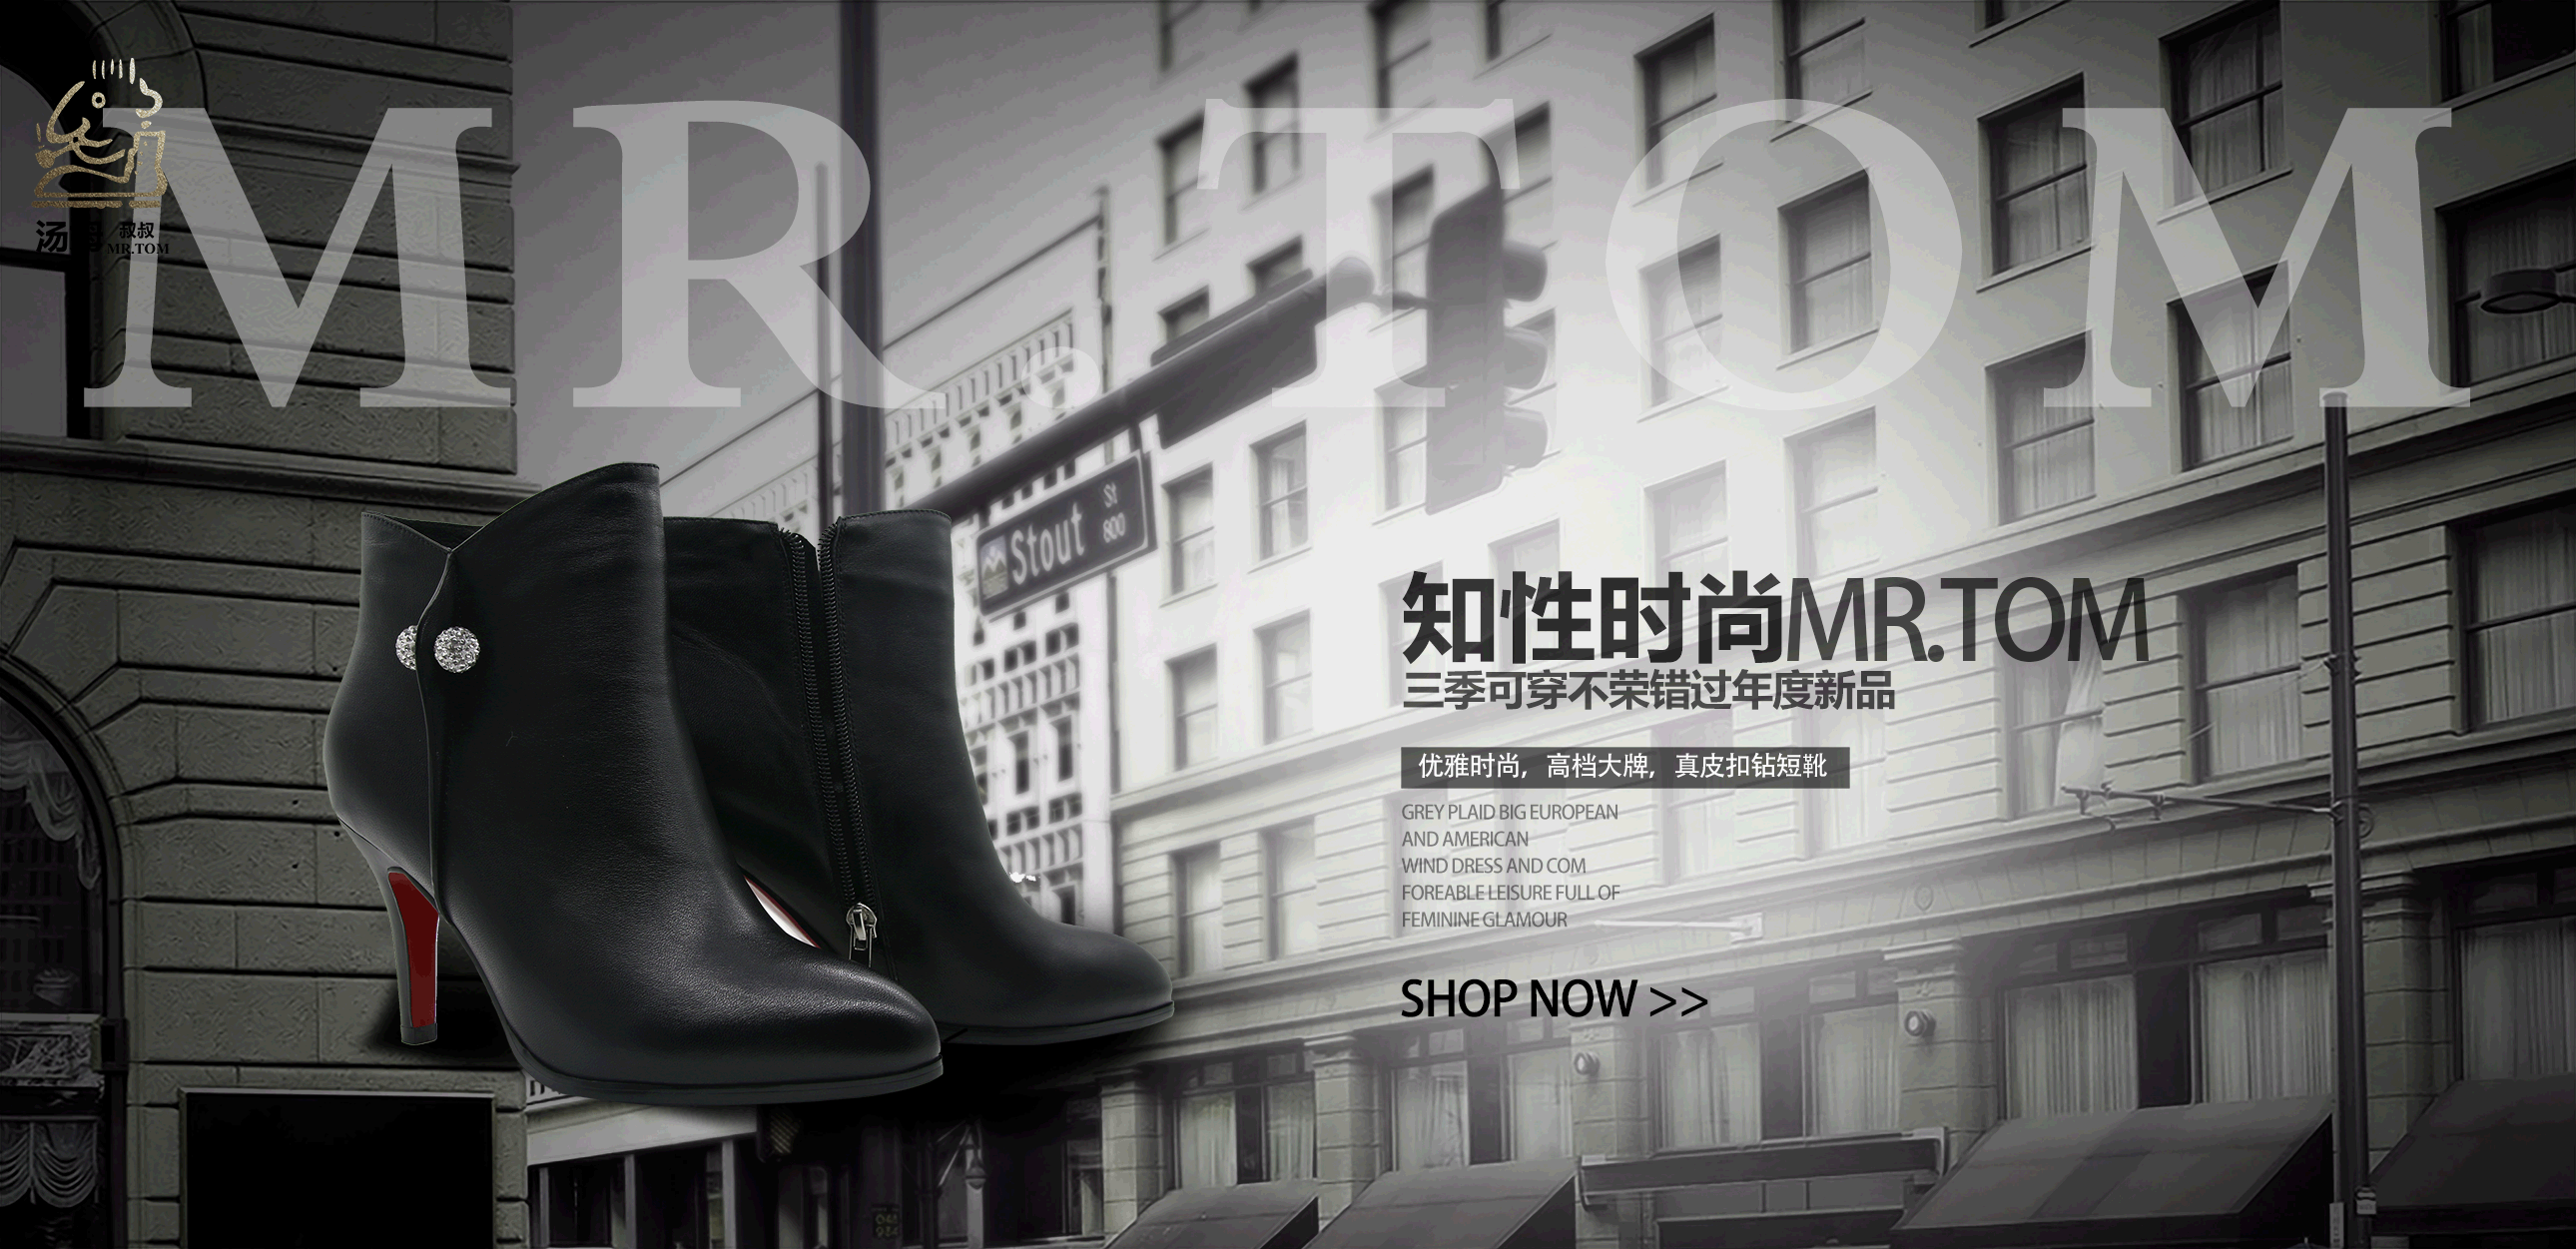 MR.TOM
汤 叔叔
MR.TOM
Stout St
800
知性时尚MR.TOM
三季可穿不荣错过年度新品
优雅时尚，高档大牌，真皮扣钻短靴
GREY PLAID BIG EUROPEAN
AND AMERICAN
WIND DRESS AND COM
FOREABLE LEISURE FULL OF
FEMININE GLAMOUR
SHOP NOW >>